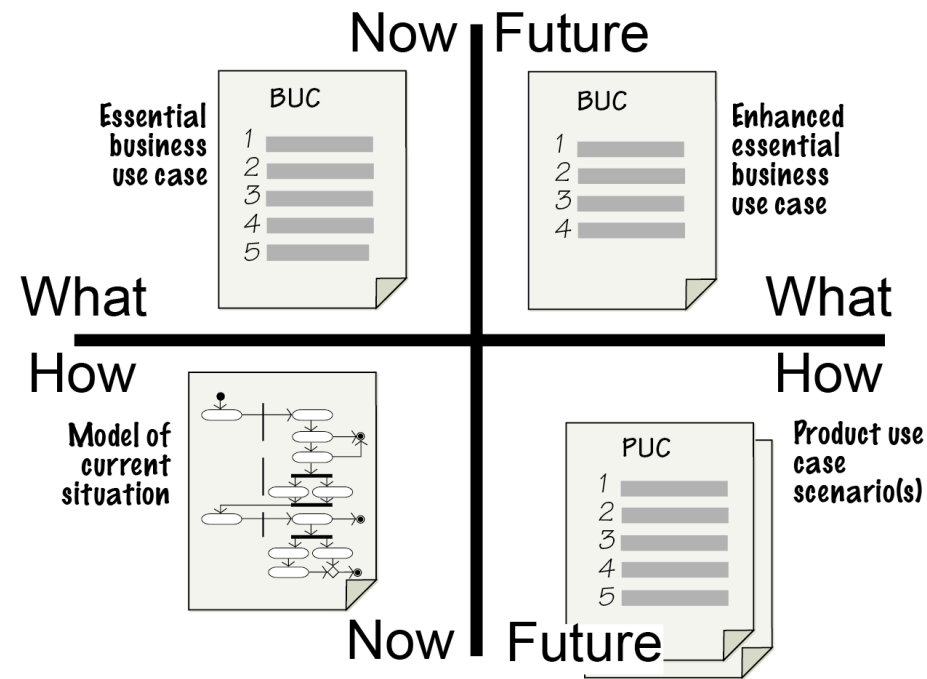 Now Future
Essential
business
use case
BUC
1
2
3
4
5
BUC
1
2
3
4
Enhanced
essential
business
use case
What
What
How
How
Model of
current
situation
PUC
1
2
3
4
5
Product use
case
scenario(s)
Now
Future